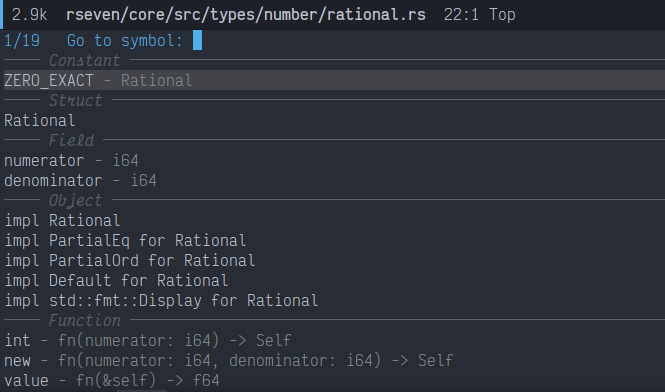 2.9k rseven/core/src/types/number/rational.rs 22:1 Top
1/19 Go to symbol:
Constant
ZERO_EXACT - Rational
Struct
Rational
Field
numerator - i64
denominator - i64
Object
impl Rational
impl PartialEq for Rational
impl PartialOrd for Rational
impl Default for Rational
impl std::fmt::Display for Rational
Function
int - fn(numerator: i64) -> Self
new - fn(numerator: i64, denominator: i64) -> Self
value - fn(&self) -> f64